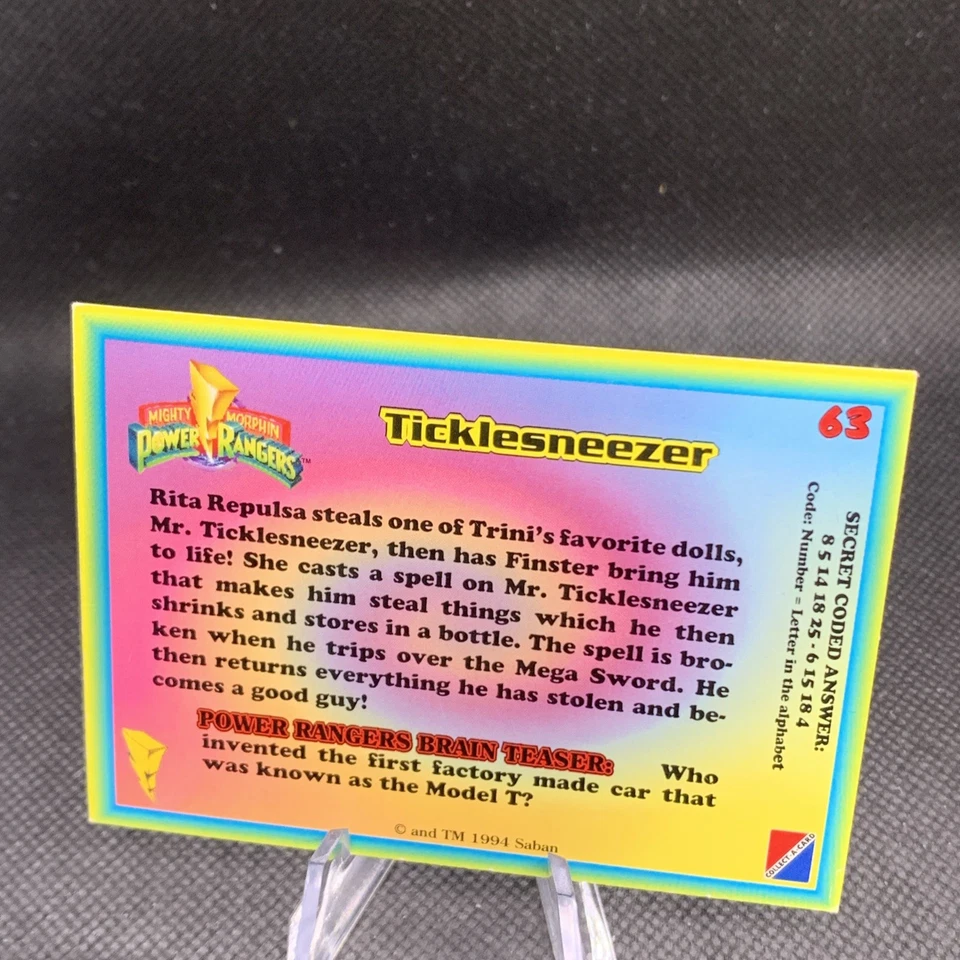 MIGHTY MORPHIN
POWER RANGERS™
Ticklesneezer
63
Rita Repulsa steals one of Trini's favorite dolls,
Mr. Ticklesneezer, then has Finster bring him
to life! She casts a spell on Mr. Ticklesneezer
that makes him steal things which he then
shrinks and stores in a bottle. The spell is bro-
ken when he trips over the Mega Sword. He
then returns everything he has stolen and be-
comes a good guy!
POWER RANGERS BRAIN TEASER: Who
invented the first factory made car that
was known as the Model T?
© and TM 1994 Saban
SECRET CODED ANSWER:
8 5 14 18 25 - 6 15 18 4
Code: Number = Letter in the alphabet
COLLECT-A-CARD